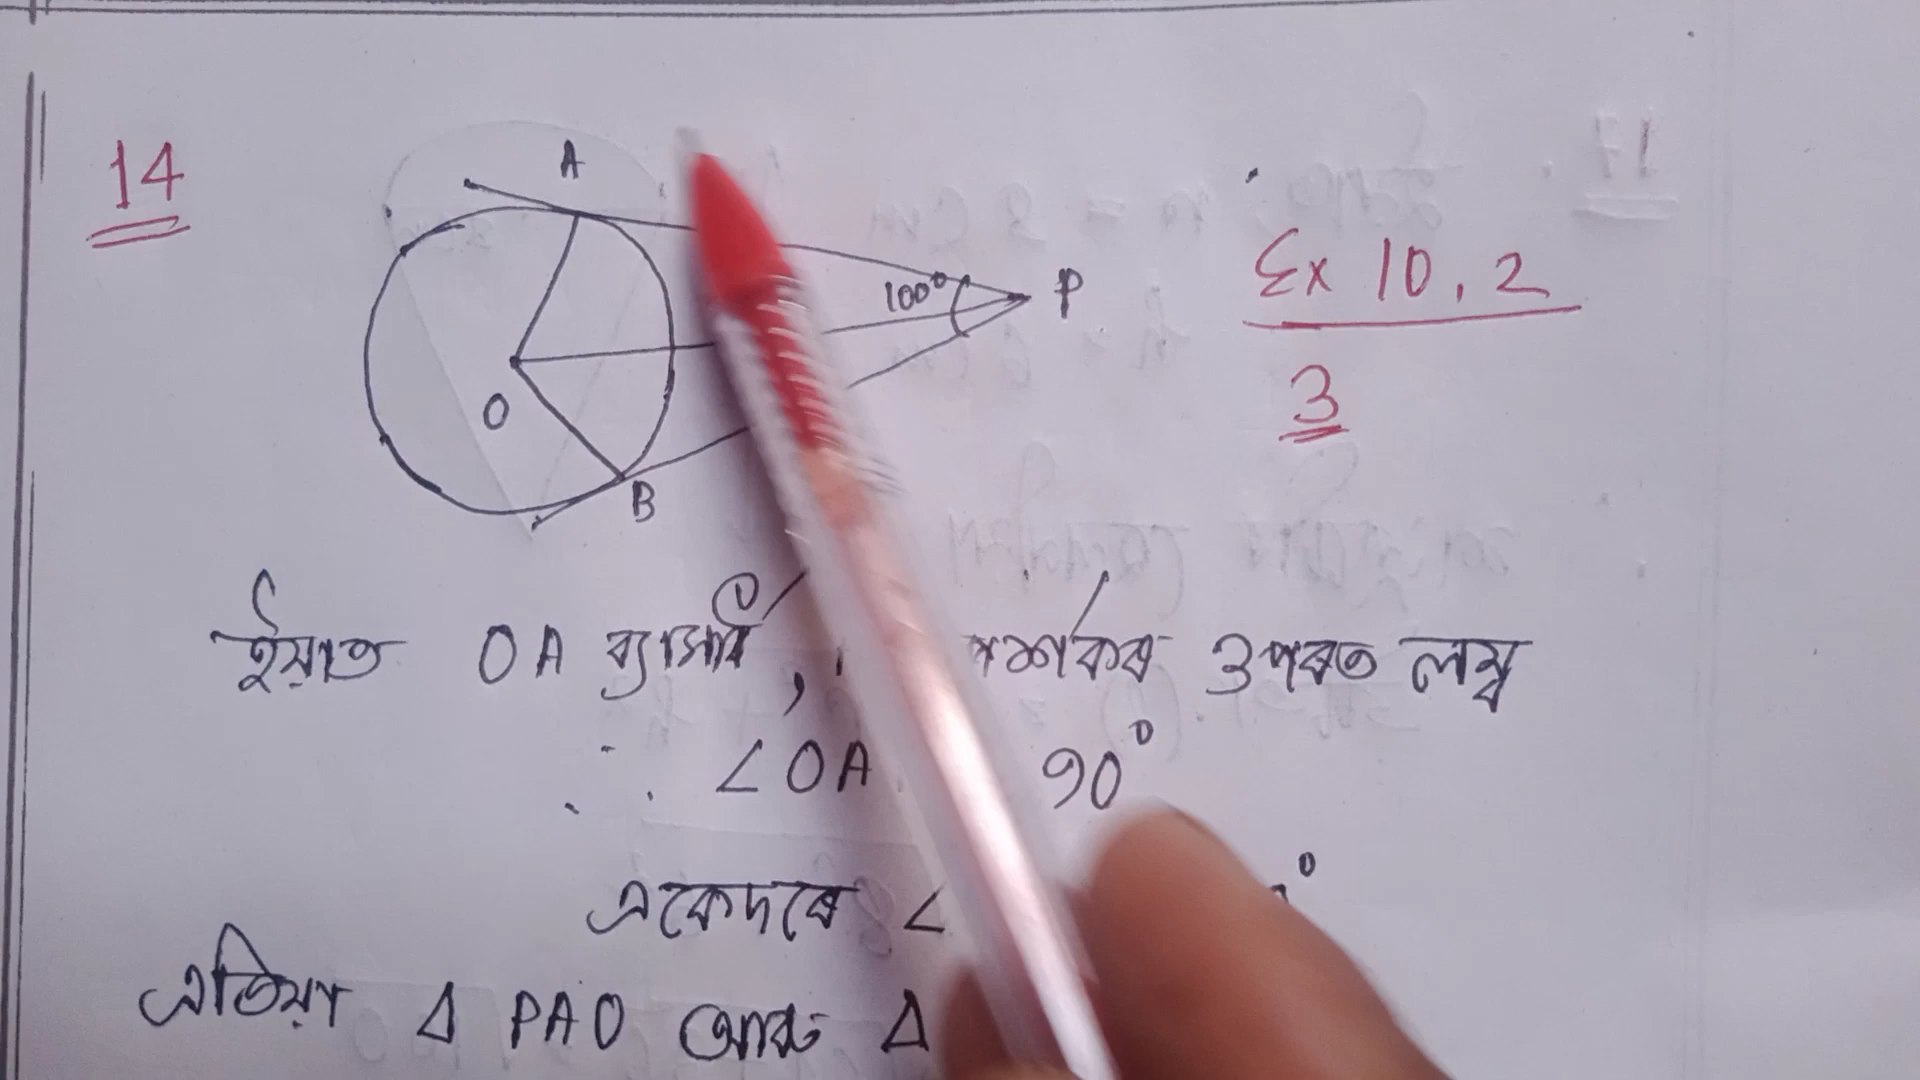 14
A
100°
P
Ex 10.2
3
O
B
ইয়াত OA ব্যাসাৰ্ধ, স্পৰ্শকৰ ওপৰত লম্ব
∴ ∠OA 90°
একেদৰে ∠
এতিয়া Δ PAO আৰু Δ